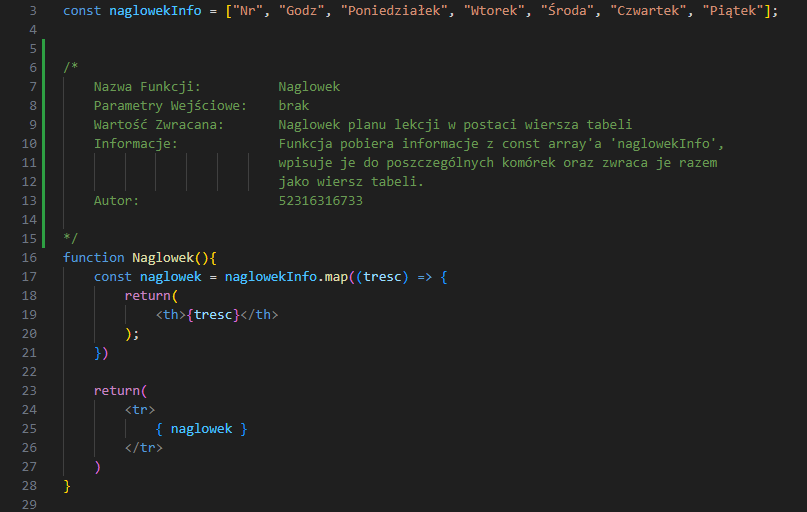 3 const naglowekInfo = ["Nr", "Godz", "Poniedziałek", "Wtorek", "Środa", "Czwartek", "Piątek"];
4
5
6 /*
7 Nazwa Funkcji: Naglowek
8 Parametry Wejściowe: brak
9 Wartość Zwracana: Naglowek planu lekcji w postaci wiersza tabeli
10 Informacje: Funkcja pobiera informacje z const array'a 'naglowekInfo',
11 wpisuje je do poszczególnych komórek oraz zwraca je razem
12 jako wiersz tabeli.
13 Autor: 52316316733
14
15 */
16 function Naglowek(){
17 const naglowek = naglowekInfo.map((tresc) => {
18 return(
19 <th>{tresc}</th>
20 );
21 })
22
23 return(
24 <tr>
25 { naglowek }
26 </tr>
27 )
28 }
29